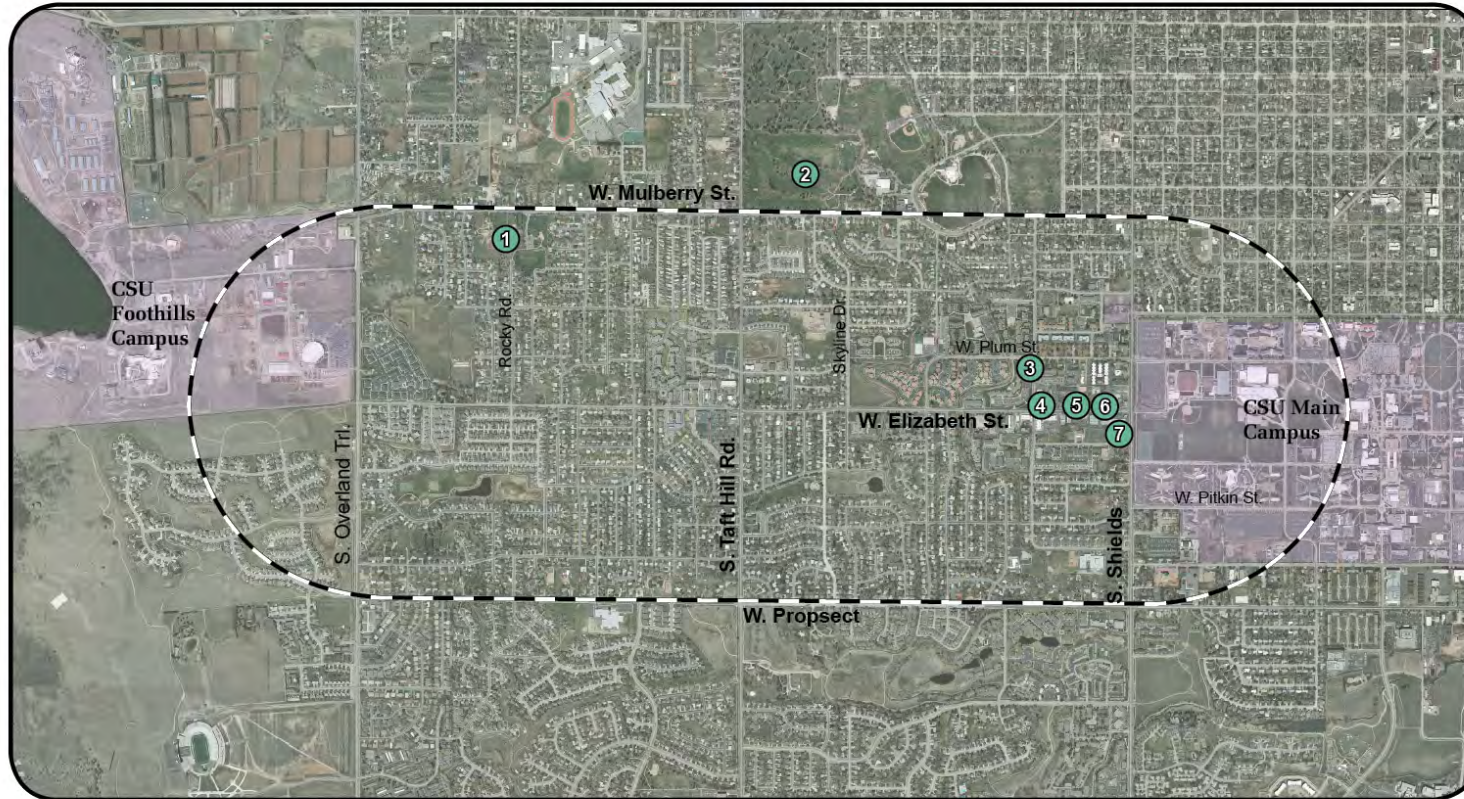 W. Mulberry St.
2
1
CSU
Foothills
Campus
Rocky Rd
Skyline Dr.
W. Plum St.
3
4
5
6
7
W. Elizabeth St.
CSU Main
Campus
S. Overland Trl.
S. Taft Hill Rd.
S. Shields
W. Pitkin St.
W. Propsect